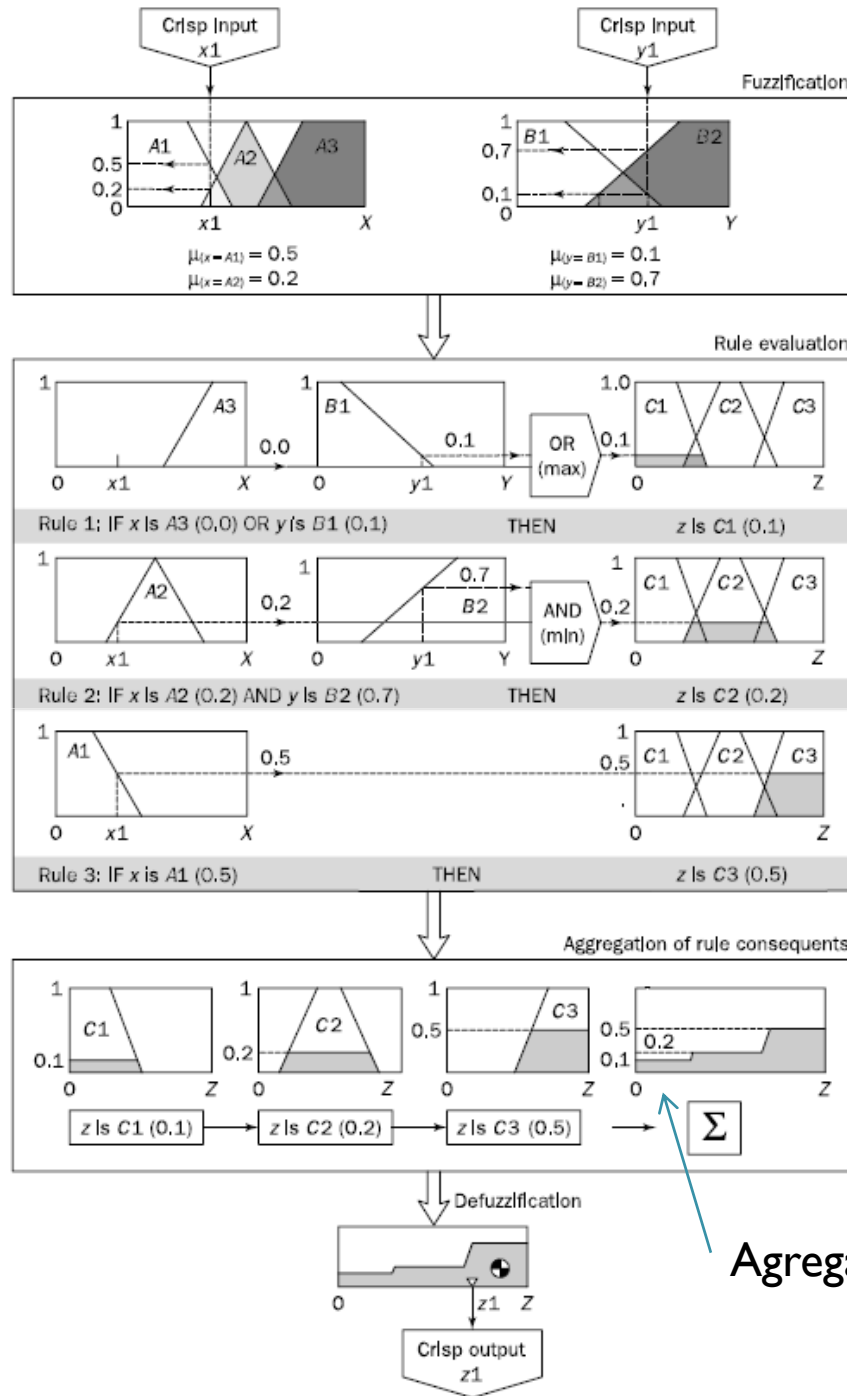 Crisp input
x1
Crisp input
y1
Fuzzification
1
A1
A2
A3
0.5
0.2
0
x1
X
1
B1
B2
0.7
0.1
0
y1
Y
μ(x=A1) = 0.5
μ(x=A2) = 0.2
μ(y=B1) = 0.1
μ(y=B2) = 0.7
Rule evaluation
1
A3
0.0
0
x1
X
1
B1
0.1
0
y1
Y
OR
(max)
0.1
1.0
C1
C2
C3
0
Z
Rule 1: IF x is A3 (0.0) OR y is B1 (0.1) THEN z is C1 (0.1)
1
A2
0.2
0
x1
X
1
0.7
B2
0
y1
Y
AND
(min)
0.2
1
C1
C2
C3
0
Z
Rule 2: IF x is A2 (0.2) AND y is B2 (0.7) THEN z is C2 (0.2)
1
A1
0.5
0
x1
X
1
0.5
C1
C2
C3
0
Z
Rule 3: IF x is A1 (0.5) THEN z is C3 (0.5)
Aggregation of rule consequents
1
C1
0.1
0
Z
1
C2
0.2
0
Z
1
C3
0.5
0
Z
0.5
0.2
0.1
0
Z
z is C1 (0.1)
z is C2 (0.2)
z is C3 (0.5)
Σ
Defuzzification
0
z1
Z
Agrega
Crisp output
z1